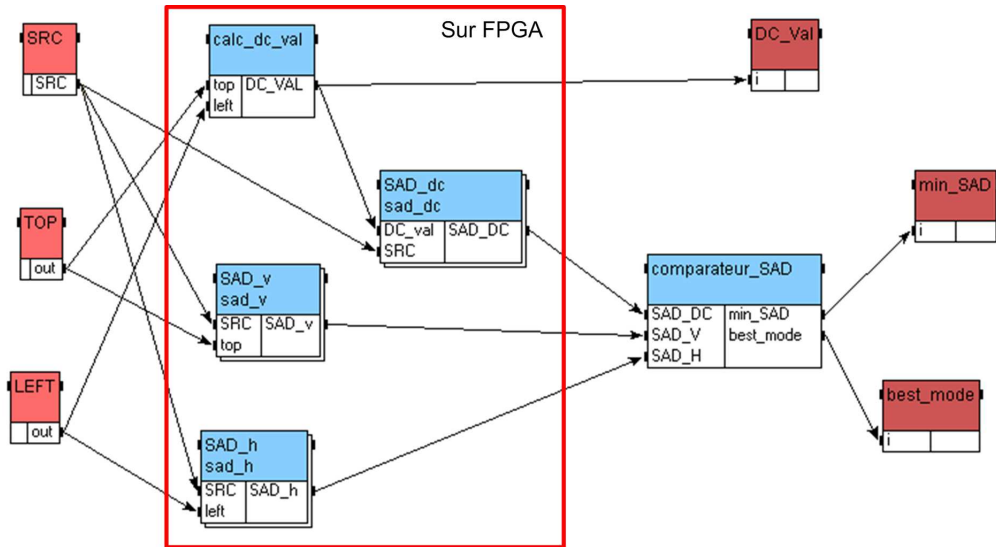 Sur FPGA
SRC
SRC
TOP
out
LEFT
out
calc_dc_val
top DC_VAL
left
SAD_dc
sad_dc
DC_val SAD_DC
SRC
SAD_v
sad_v
SRC SAD_v
top
SAD_h
sad_h
SRC SAD_h
left
comparateur_SAD
SAD_DC min_SAD
SAD_V best_mode
SAD_H
DC_Val
i
min_SAD
i
best_mode
i